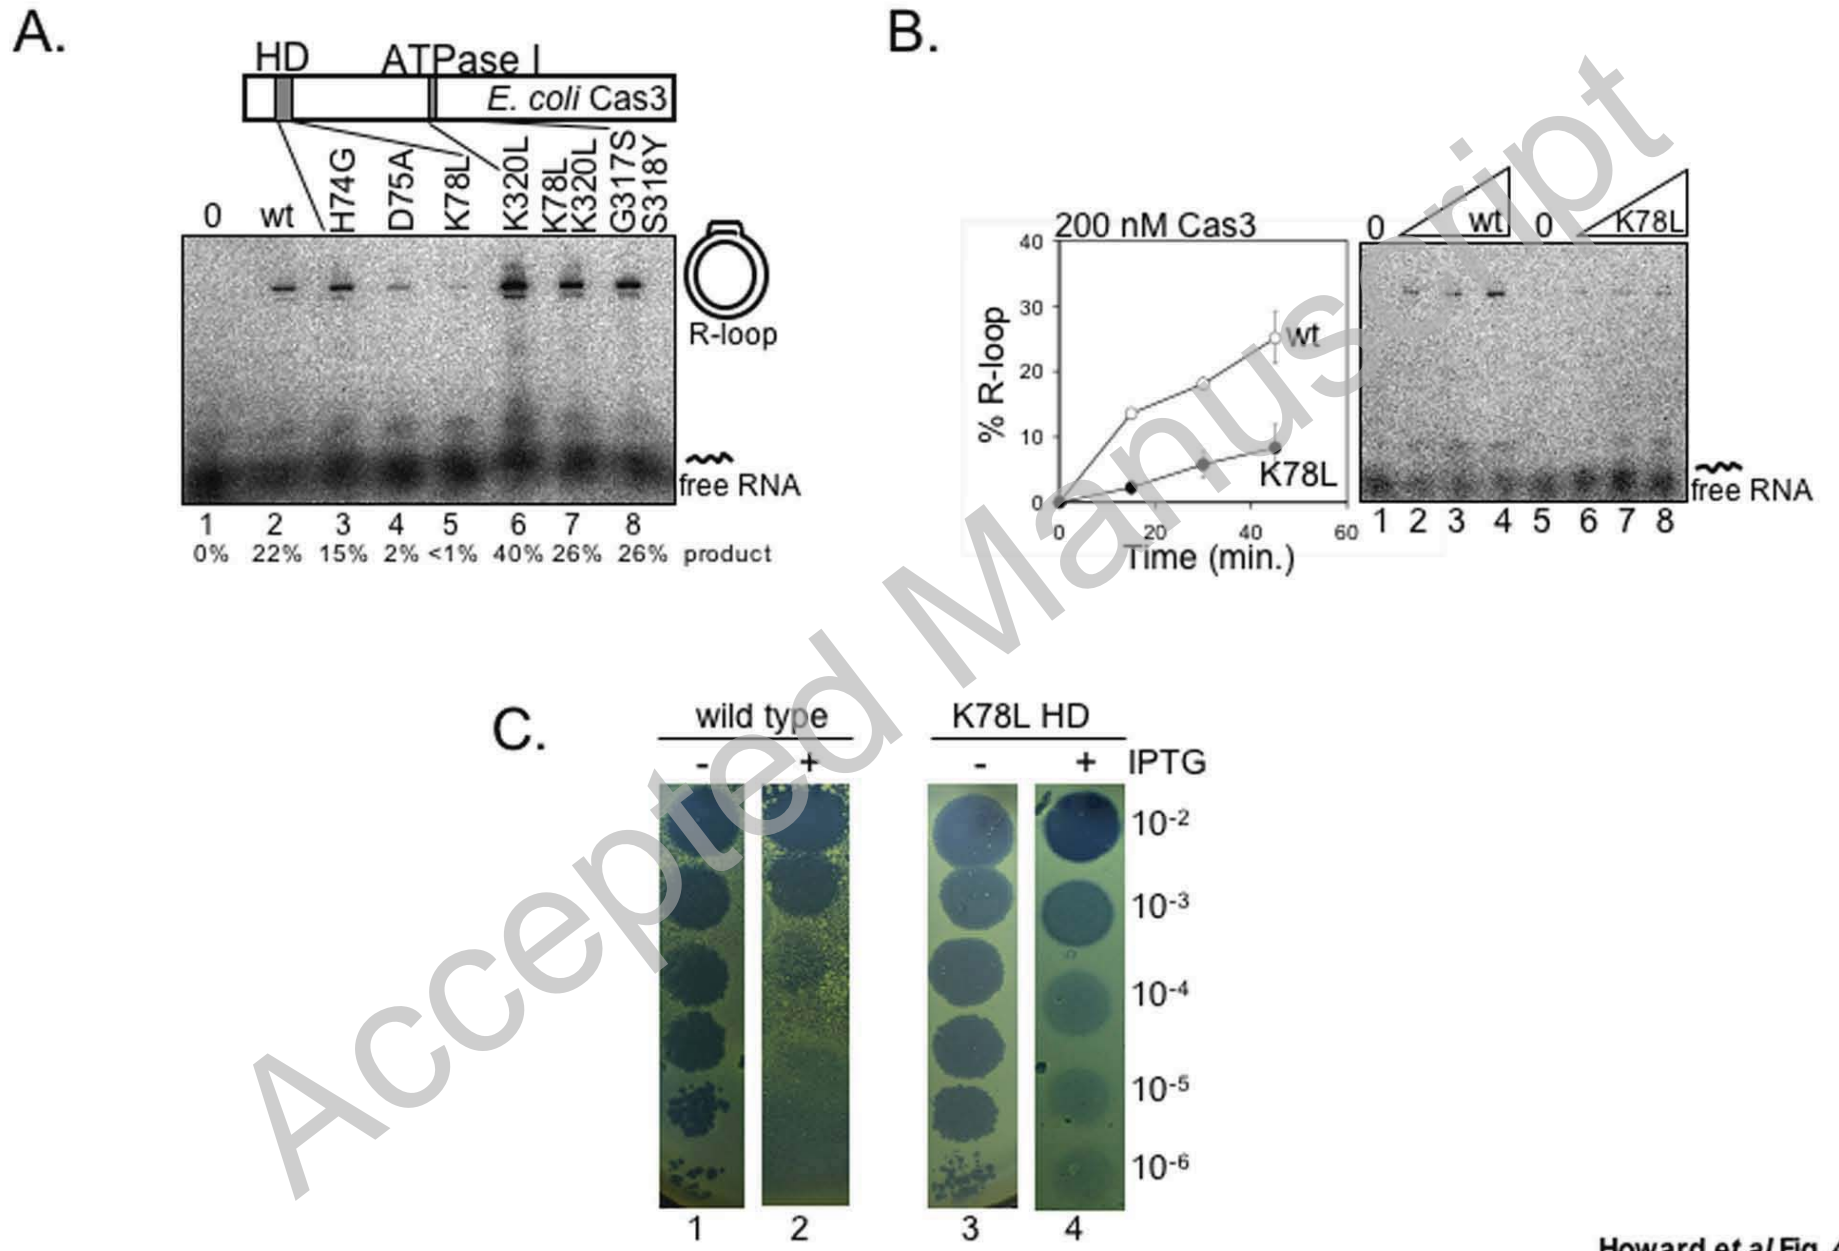 A.
HD
ATPase I
E. coli Cas3
0
wt
H74G
D75A
K78L
K320L
K78L
K320L
G317S
S318Y
R-loop
free RNA
1 2 3 4 5 6 7 8
0% 22% 15% 2% <1% 40% 26% 26% product
B.
200 nM Cas3
40
30
20
10
0
% R-loop
wt
K78L
0 20 40 60
Time (min.)
0 wt 0 K78L
free RNA
1 2 3 4 5 6 7 8
C.
wild type
K78L HD
- + - + IPTG
10-2
10-3
10-4
10-5
10-6
1 2 3 4
Accepted Manuscript
Howard et al Fig.